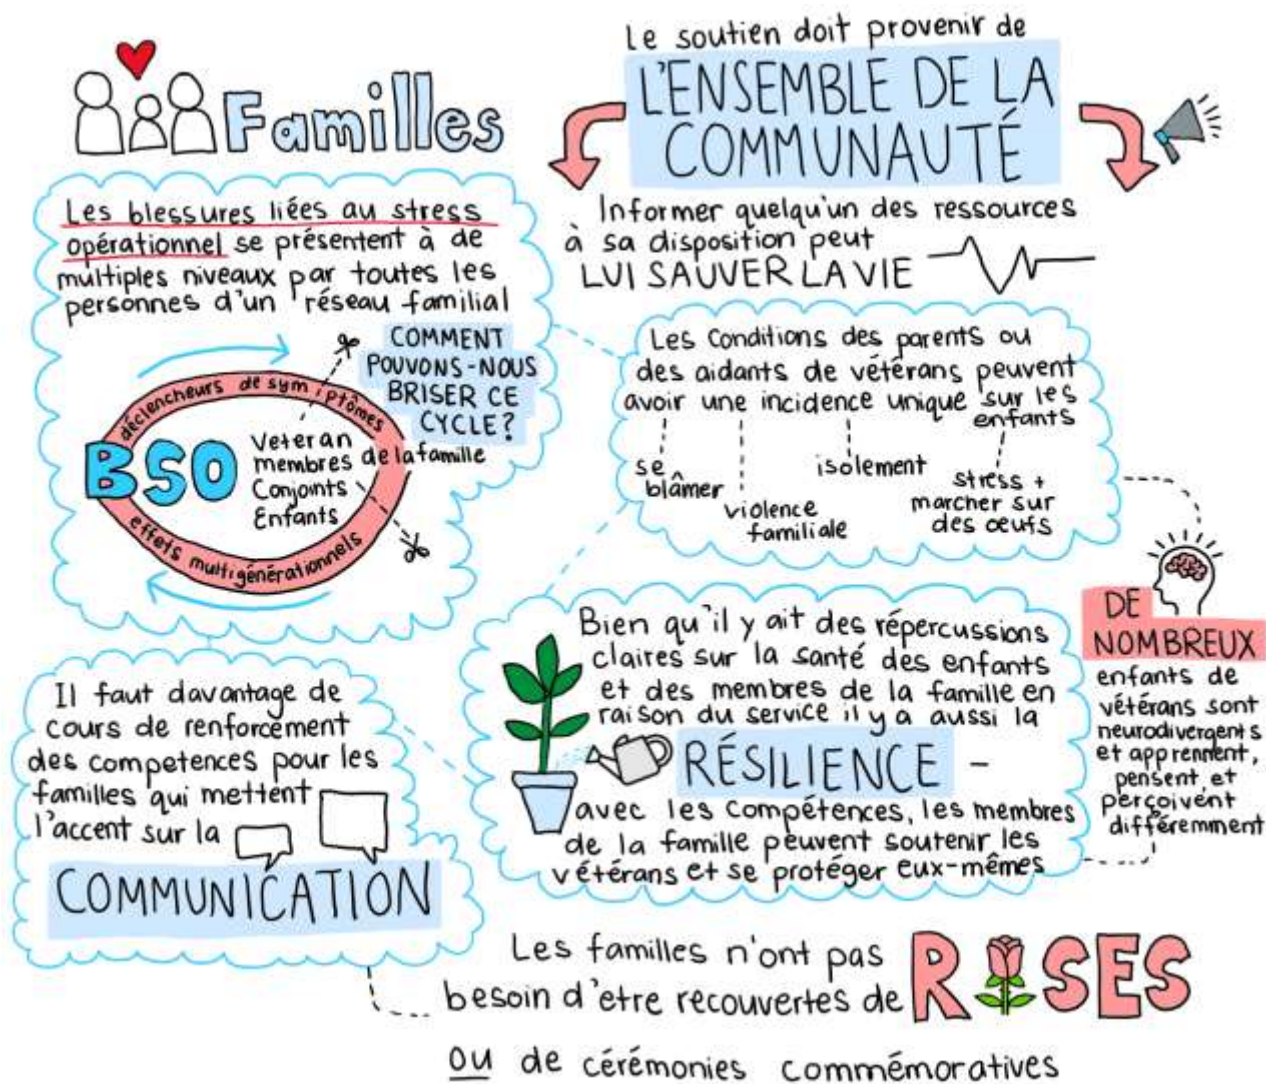 Familles
Le soutien doit provenir de
L'ENSEMBLE DE LA
COMMUNAUTÉ
Informer quelqu'un des ressources
à sa disposition peut
LUI SAUVER LA VIE
Les blessures liées au stress
opérationnel se présentent à de
multiples niveaux par toutes les
personnes d'un réseau familial
COMMENT
POUVONS-NOUS
BRISER CE
CYCLE?
déclencheurs de symiptômes
BSO
Veteran
membres de la famille
Conjoints
Enfants
effets multigénérationnels
Les Conditions des parents ou
des aidants de vétérans peuvent
avoir une incidence unique sur les
enfants
se
blâmer
violence
familiale
isolement
stress +
marcher sur
des oeufs
DE
NOMBREUX
enfants de
vétérans sont
neurodivergents
et apprennent,
pensent, et
perçoivent
différemment
Bien qu'il y ait des répercussions
claires sur la santé des enfants
et des membres de la famille en
raison du service il y a aussi la
RÉSILIENCE -
avec les compétences, les membres
de la famille peuvent soutenir les
vétérans et se protéger eux-mêmes
Il faut davantage de
cours de renforcement
des competences pour les
familles qui mettent
l'accent sur la
COMMUNICATION
Les familles n'ont pas
besoin d'etre recouvertes de ROSES
ou de cérémonies commémoratives